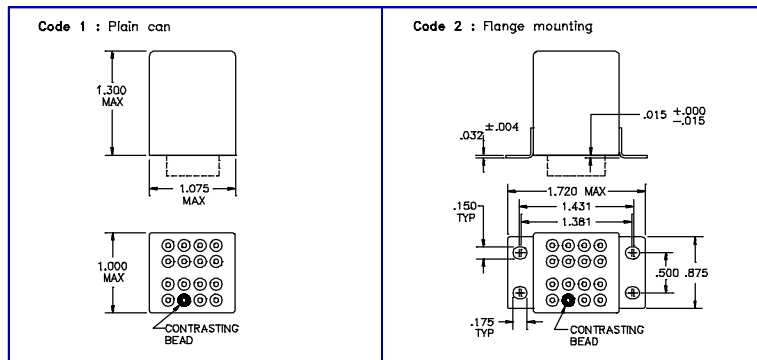 Code 1 : Plain can
1.300
MAX
1.075
MAX
1.000
MAX
CONTRASTING
BEAD
Code 2 : Flange mounting
.032 ±.004
.015 +.000
−.015
1.720 MAX
1.431
1.381
.150
TYP
.500 .875
.175
TYP
CONTRASTING
BEAD